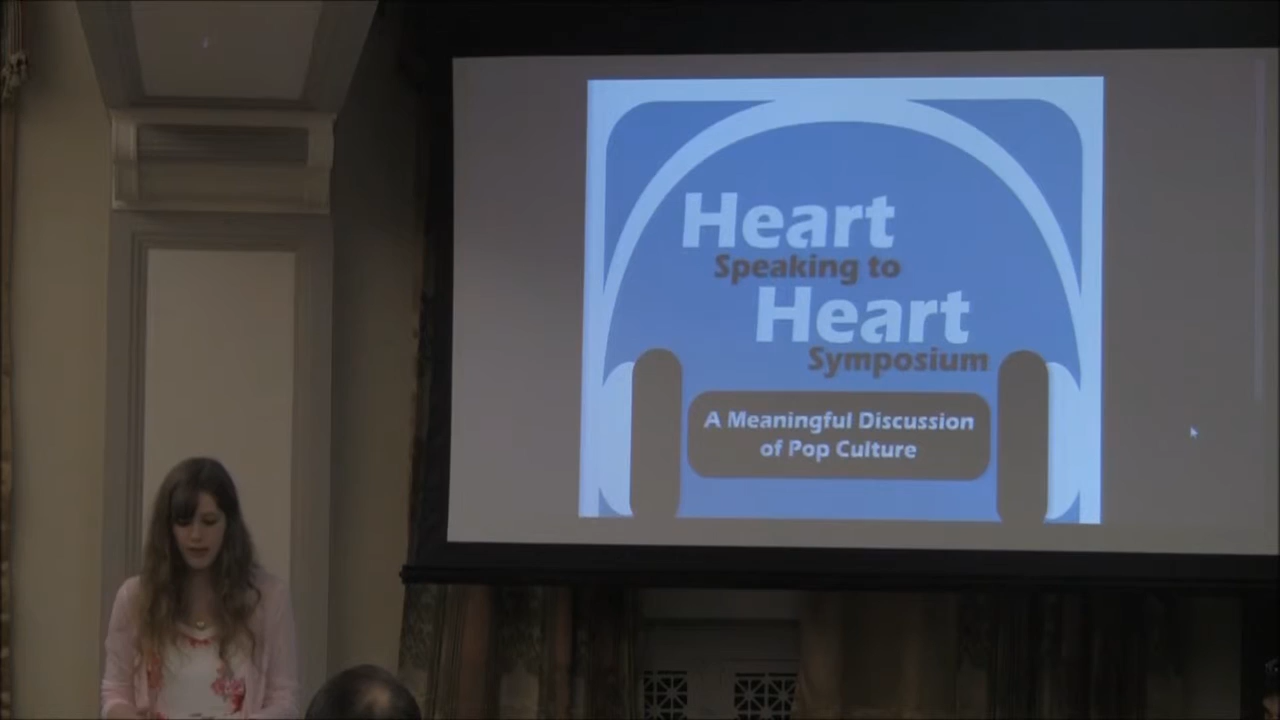 Heart
Speaking to
Heart
Symposium
A Meaningful Discussion
of Pop Culture